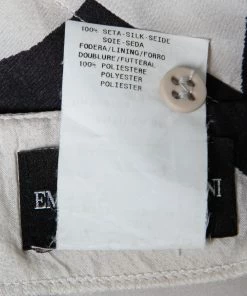 100% SETA-SILK-SEIDE
SOIE-SEDA
FODERA/LINING/FORRO
DOUBLURE/FUTTERAL
100% POLIESTERE
POLYESTER
POLIESTER
EM
NI